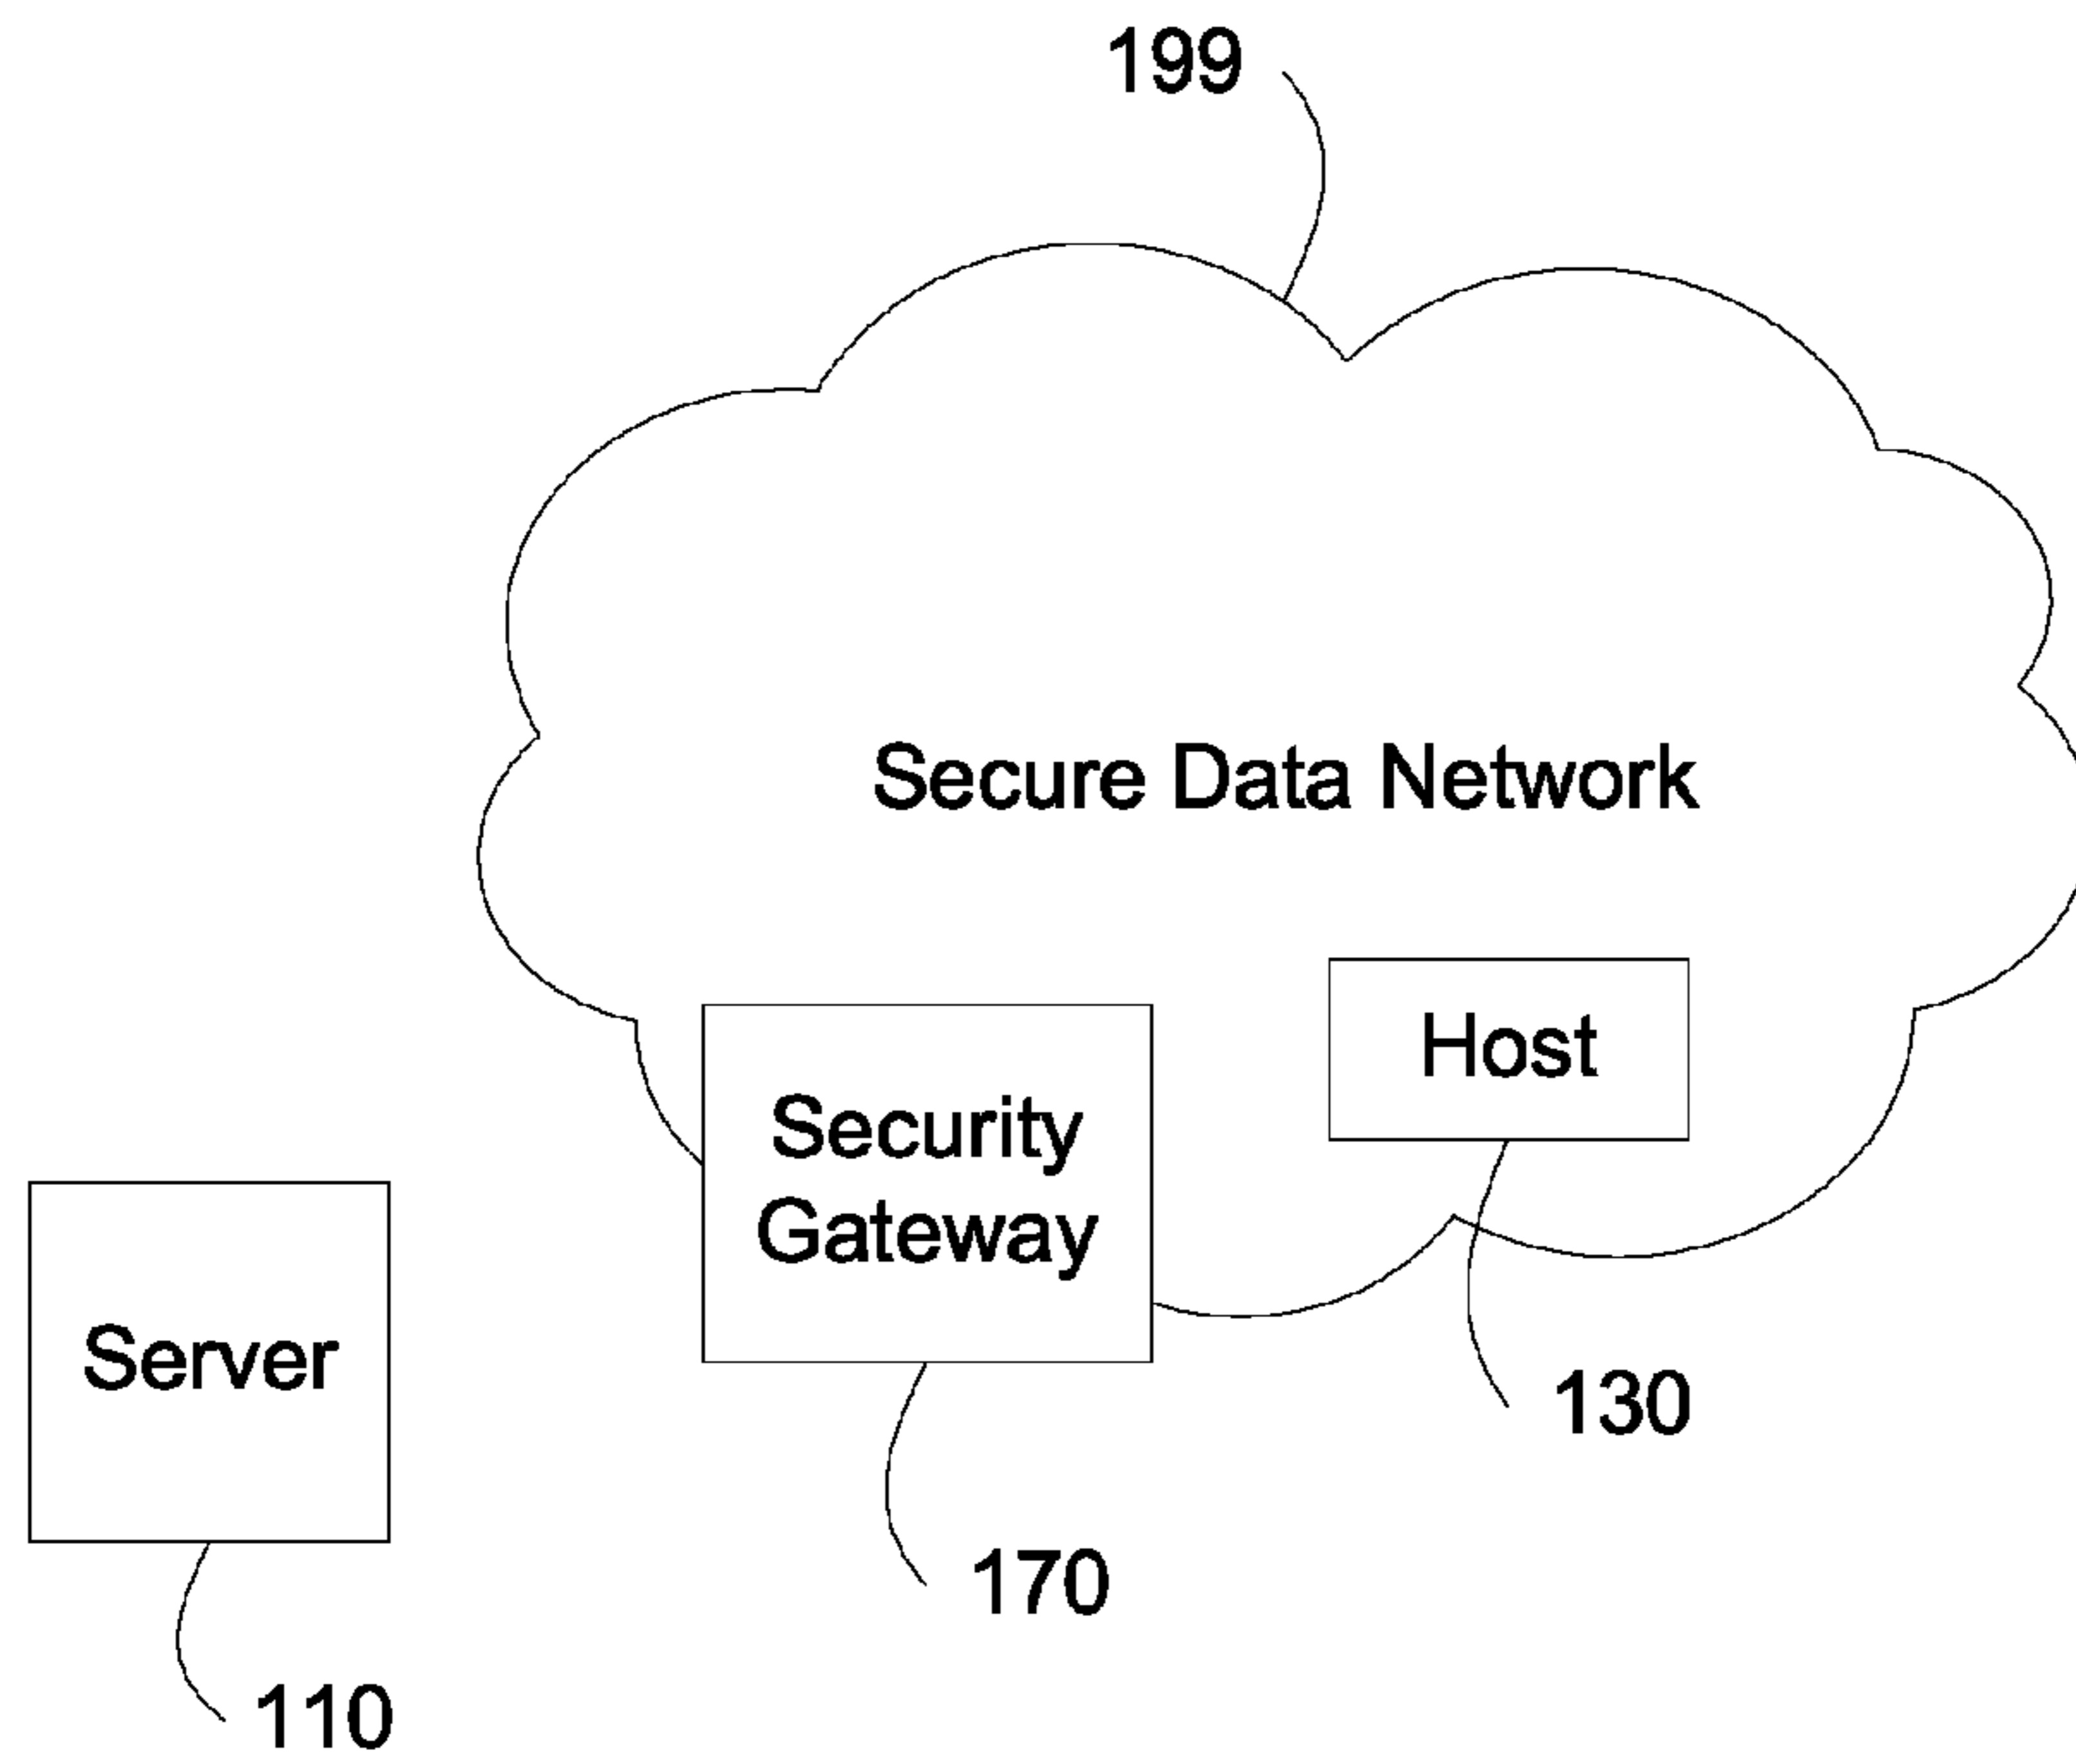 199
Secure Data Network
Host
Security
Gateway
Server
130
170
110